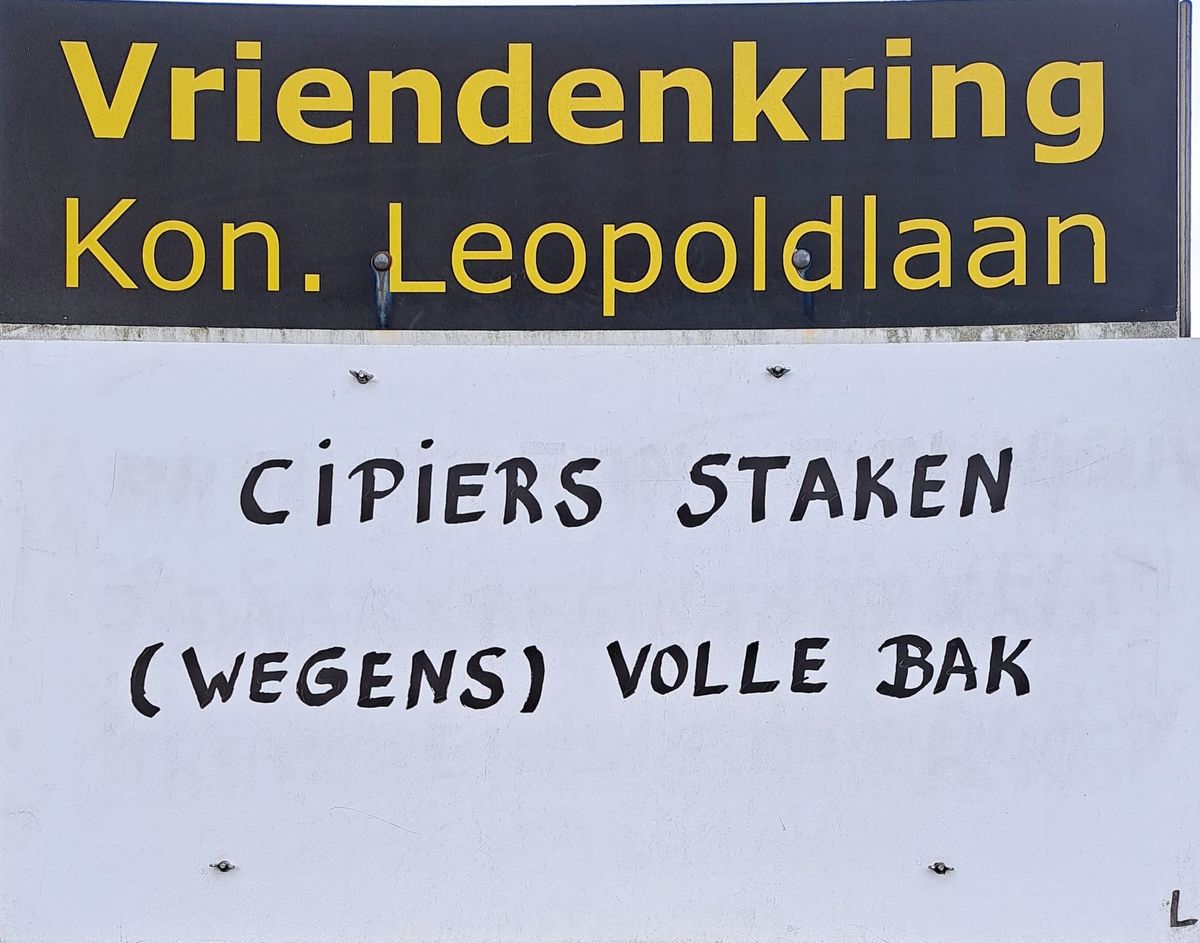 Vriendenkring
Kon. Leopoldlaan
CiPiERS STAKEN
(WEGENS) VOLLE BAK
L